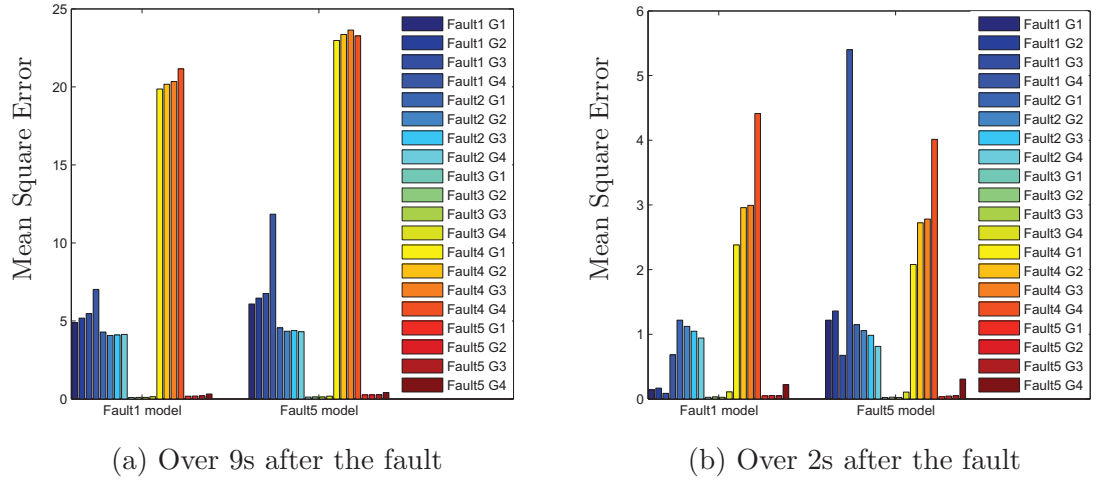 25
20
15
10
5
0
Mean Square Error
Fault1 model
Fault5 model
Fault1 G1
Fault1 G2
Fault1 G3
Fault1 G4
Fault2 G1
Fault2 G2
Fault2 G3
Fault2 G4
Fault3 G1
Fault3 G2
Fault3 G3
Fault3 G4
Fault4 G1
Fault4 G2
Fault4 G3
Fault4 G4
Fault5 G1
Fault5 G2
Fault5 G3
Fault5 G4
(a) Over 9s after the fault
6
5
4
3
2
1
0
Mean Square Error
Fault1 model
Fault5 model
Fault1 G1
Fault1 G2
Fault1 G3
Fault1 G4
Fault2 G1
Fault2 G2
Fault2 G3
Fault2 G4
Fault3 G1
Fault3 G2
Fault3 G3
Fault3 G4
Fault4 G1
Fault4 G2
Fault4 G3
Fault4 G4
Fault5 G1
Fault5 G2
Fault5 G3
Fault5 G4
(b) Over 2s after the fault